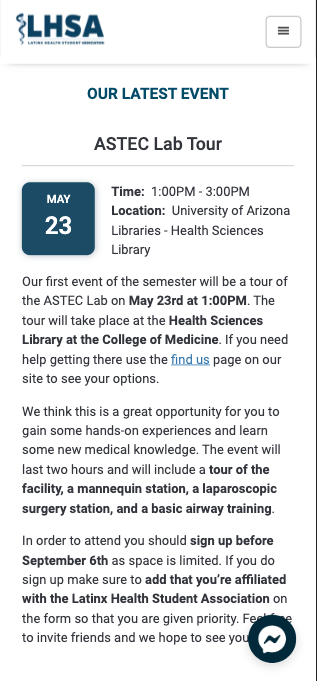 LHSA
LATINX HEALTH STUDENT ASSOCIATION
OUR LATEST EVENT
ASTEC Lab Tour
MAY
23
Time: 1:00PM - 3:00PM
Location: University of Arizona
Libraries - Health Sciences
Library
Our first event of the semester will be a tour of
the ASTEC Lab on May 23rd at 1:00PM. The
tour will take place at the Health Sciences
Library at the College of Medicine. If you need
help getting there use the find us page on our
site to see your options.
We think this is a great opportunity for you to
gain some hands-on experiences and learn
some new medical knowledge. The event will
last two hours and will include a tour of the
facility, a mannequin station, a laparoscopic
surgery station, and a basic airway training.
In order to attend you should sign up before
September 6th as space is limited. If you do
sign up make sure to add that you're affiliated
with the Latinx Health Student Association on
the form so that you are given priority. Feel free
to invite friends and we hope to see you